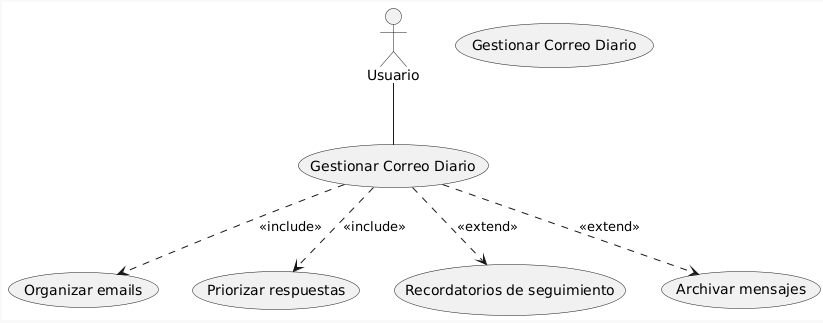 Gestionar Correo Diario
Usuario
Gestionar Correo Diario
«include»
«include»
«extend»
«extend»
Organizar emails
Priorizar respuestas
Recordatorios de seguimiento
Archivar mensajes